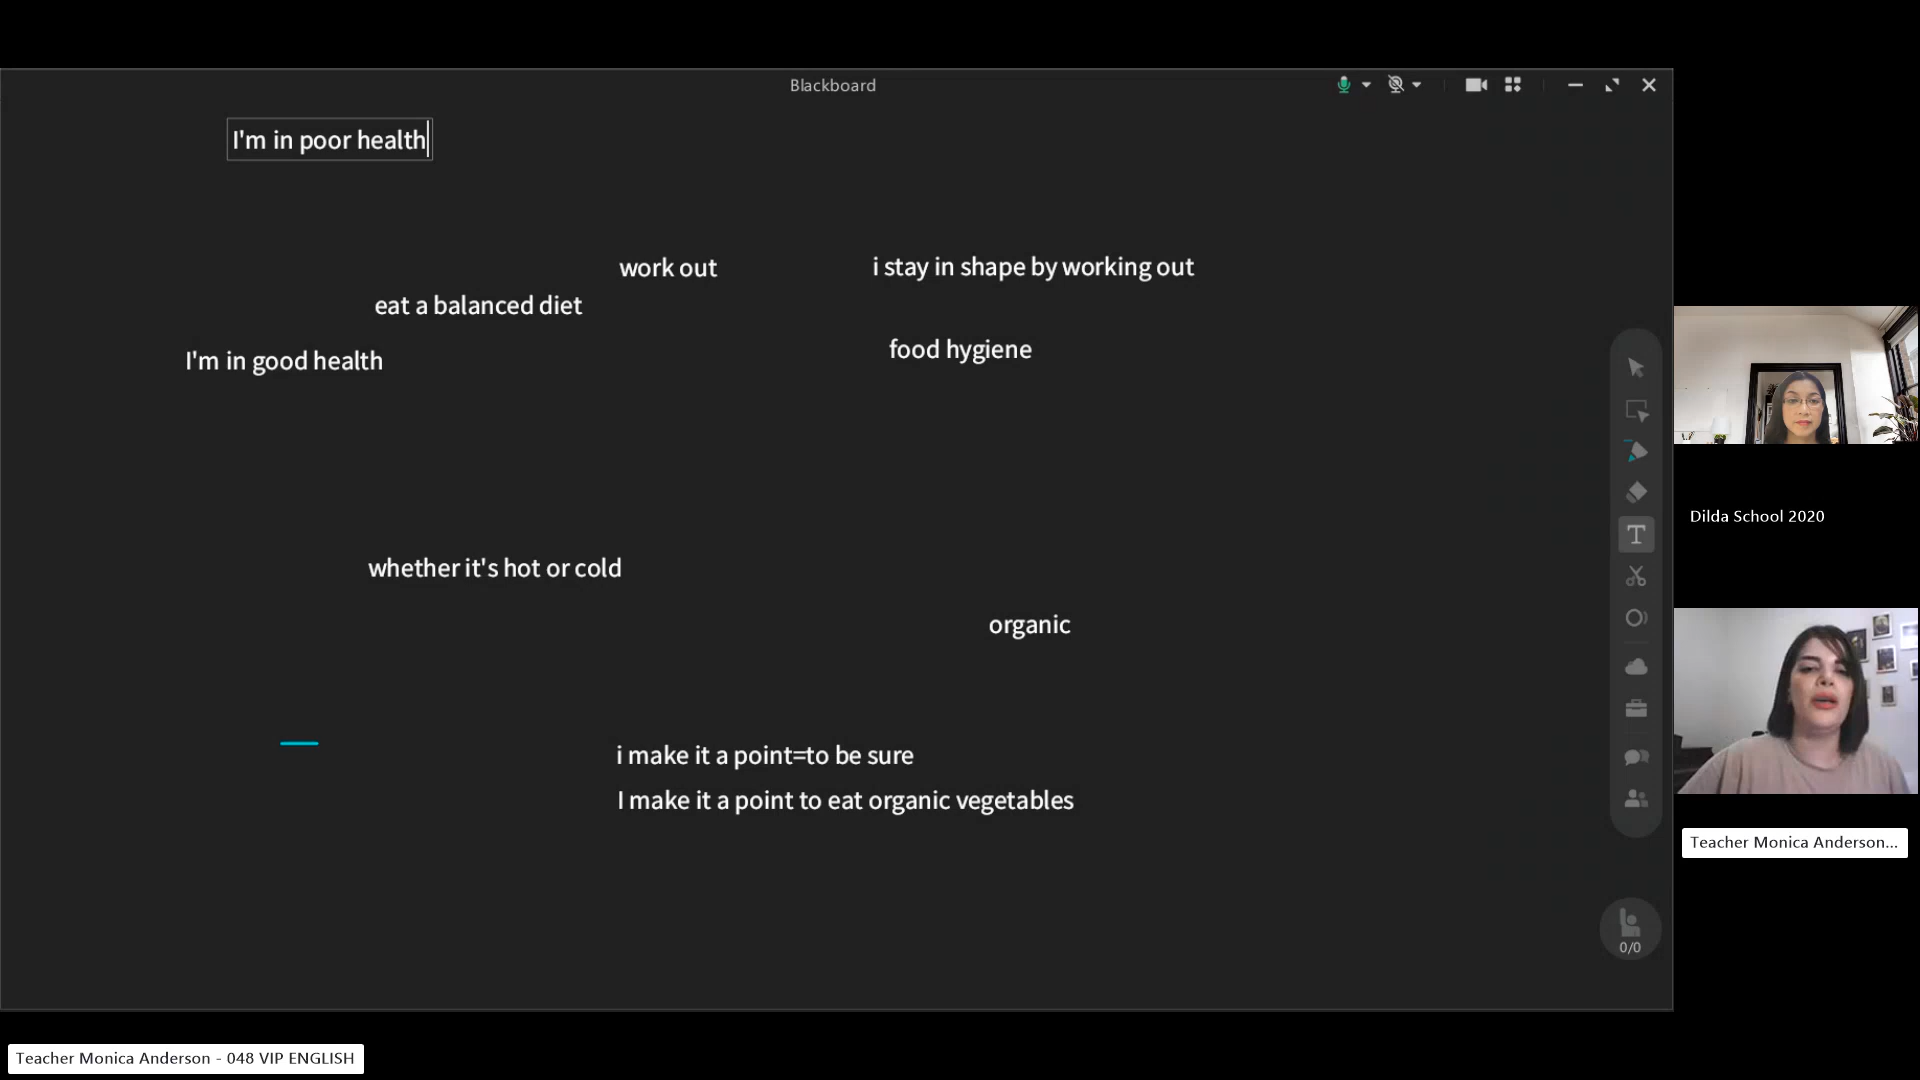 Blackboard
I'm in poor health
work out
i stay in shape by working out
eat a balanced diet
food hygiene
I'm in good health
Dilda School 2020
whether it's hot or cold
organic
i make it a point=to be sure
I make it a point to eat organic vegetables
Teacher Monica Anderson...
0/0
Teacher Monica Anderson - 048 VIP ENGLISH